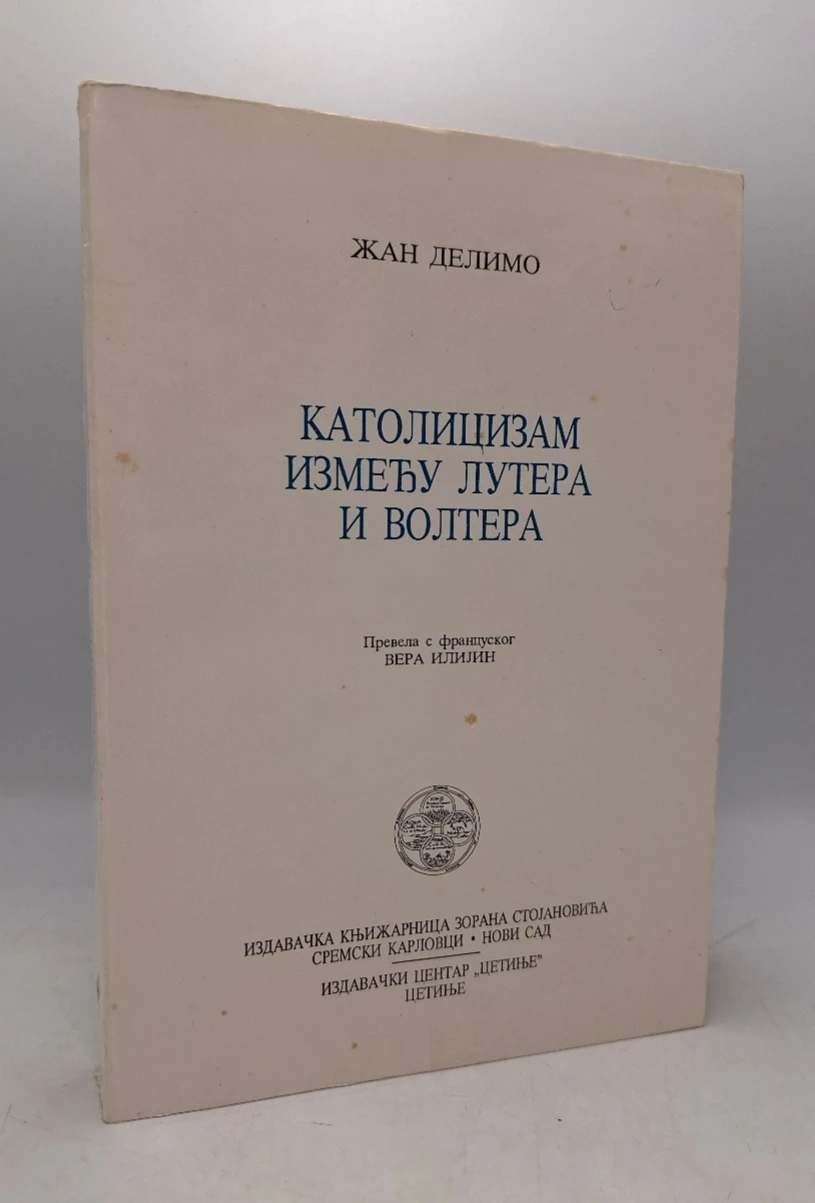 ЖАН ДЕЛИМО
КАТОЛИЦИЗАМ
ИЗМЕЂУ ЛУТЕРА
И ВОЛТЕРА
Превела с француског
ВЕРА ИЛИЈИН
ИЗДАВАЧКА КЊИЖАРНИЦА ЗОРАНА СТОЈАНОВИЋА
СРЕМСКИ КАРЛОВЦИ • НОВИ САД
ИЗДАВАЧКИ ЦЕНТАР „ЦЕТИЊЕ”
ЦЕТИЊЕ